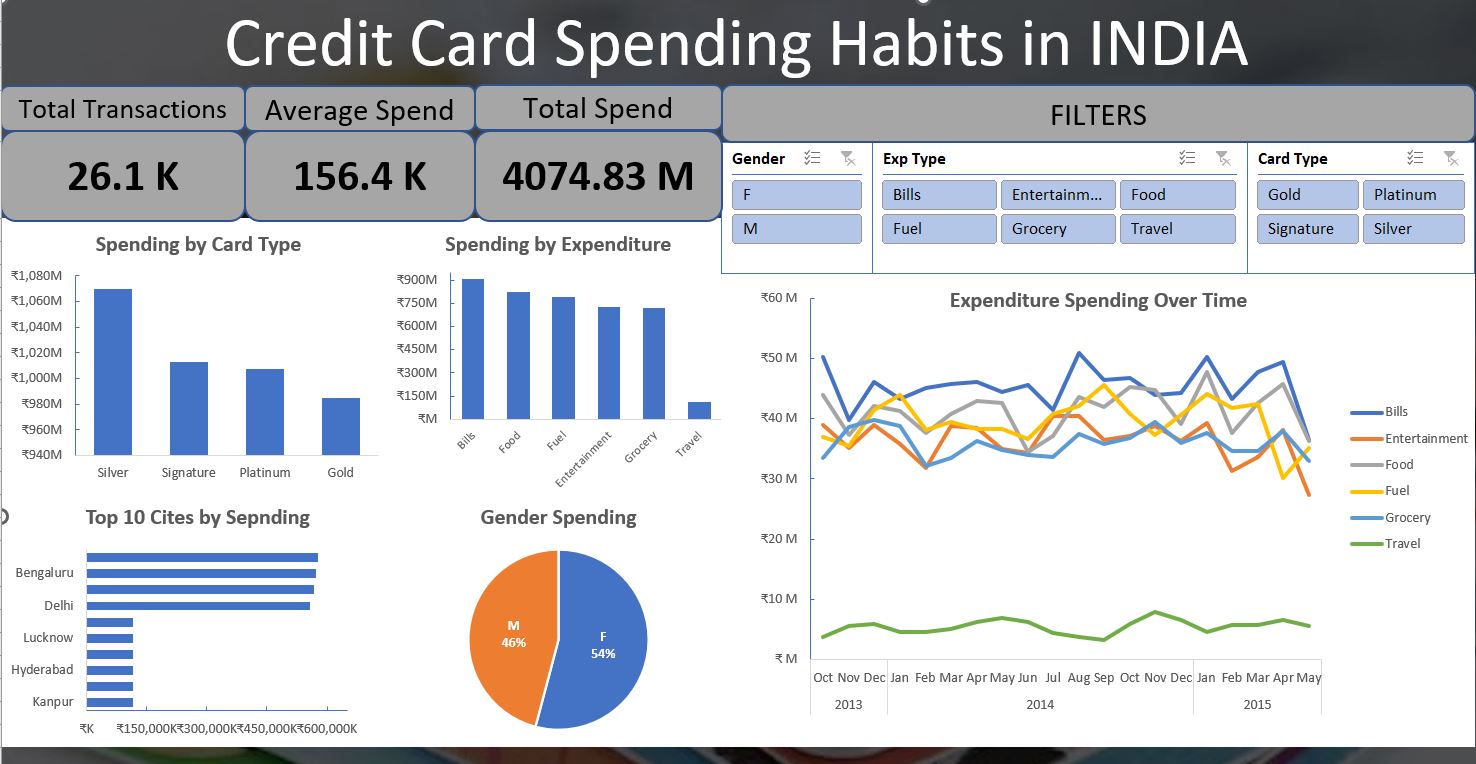 Credit Card Spending Habits in INDIA
Total Transactions
26.1 K
Average Spend
156.4 K
Total Spend
4074.83 M
FILTERS
Gender
F
M
Exp Type
Bills
Entertainm...
Food
Fuel
Grocery
Travel
Card Type
Gold
Platinum
Signature
Silver
Spending by Card Type
₹1,080M
₹1,060M
₹1,040M
₹1,020M
₹1,000M
₹980M
₹960M
₹940M
Silver Signature Platinum Gold
Spending by Expenditure
₹900M
₹750M
₹600M
₹450M
₹300M
₹150M
₹M
Bills Food Fuel Entertainment Grocery Travel
Top 10 Cites by Sepnding
Bengaluru
Delhi
Lucknow
Hyderabad
Kanpur
₹K ₹150,000K ₹300,000K ₹450,000K ₹600,000K
Gender Spending
M
46%
F
54%
Expenditure Spending Over Time
₹60 M
₹50 M
₹40 M
₹30 M
₹20 M
₹10 M
₹ M
Oct Nov Dec Jan Feb Mar Apr May Jun Jul Aug Sep Oct Nov Dec Jan Feb Mar Apr May
2013 2014 2015
Bills
Entertainment
Food
Fuel
Grocery
Travel